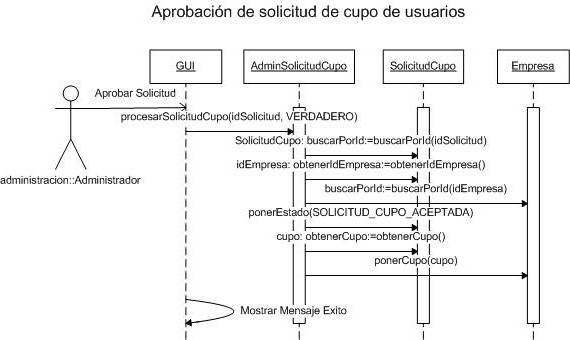 Aprobación de solicitud de cupo de usuarios
GUI
AdminSolicitudCupo
SolicitudCupo
Empresa
Aprobar Solicitud
procesarSolicitudCupo(idSolicitud, VERDADERO)
SolicitudCupo: buscarPorId:=buscarPorId(idSolicitud)
idEmpresa: obtenerIdEmpresa:=obtenerIdEmpresa()
administracion::Administrador
buscarPorId:=buscarPorId(idEmpresa)
ponerEstado(SOLICITUD_CUPO_ACEPTADA)
cupo: obtenerCupo:=obtenerCupo()
ponerCupo(cupo)
Mostrar Mensaje Exito